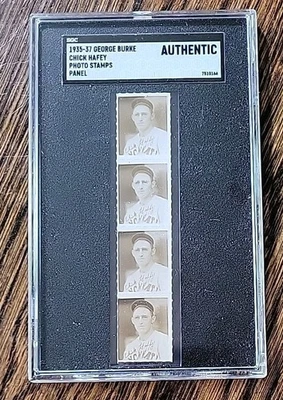 SGC
1935-37 GEORGE BURKE
CHICK HAFEY
PHOTO STAMPS
PANEL
AUTHENTIC